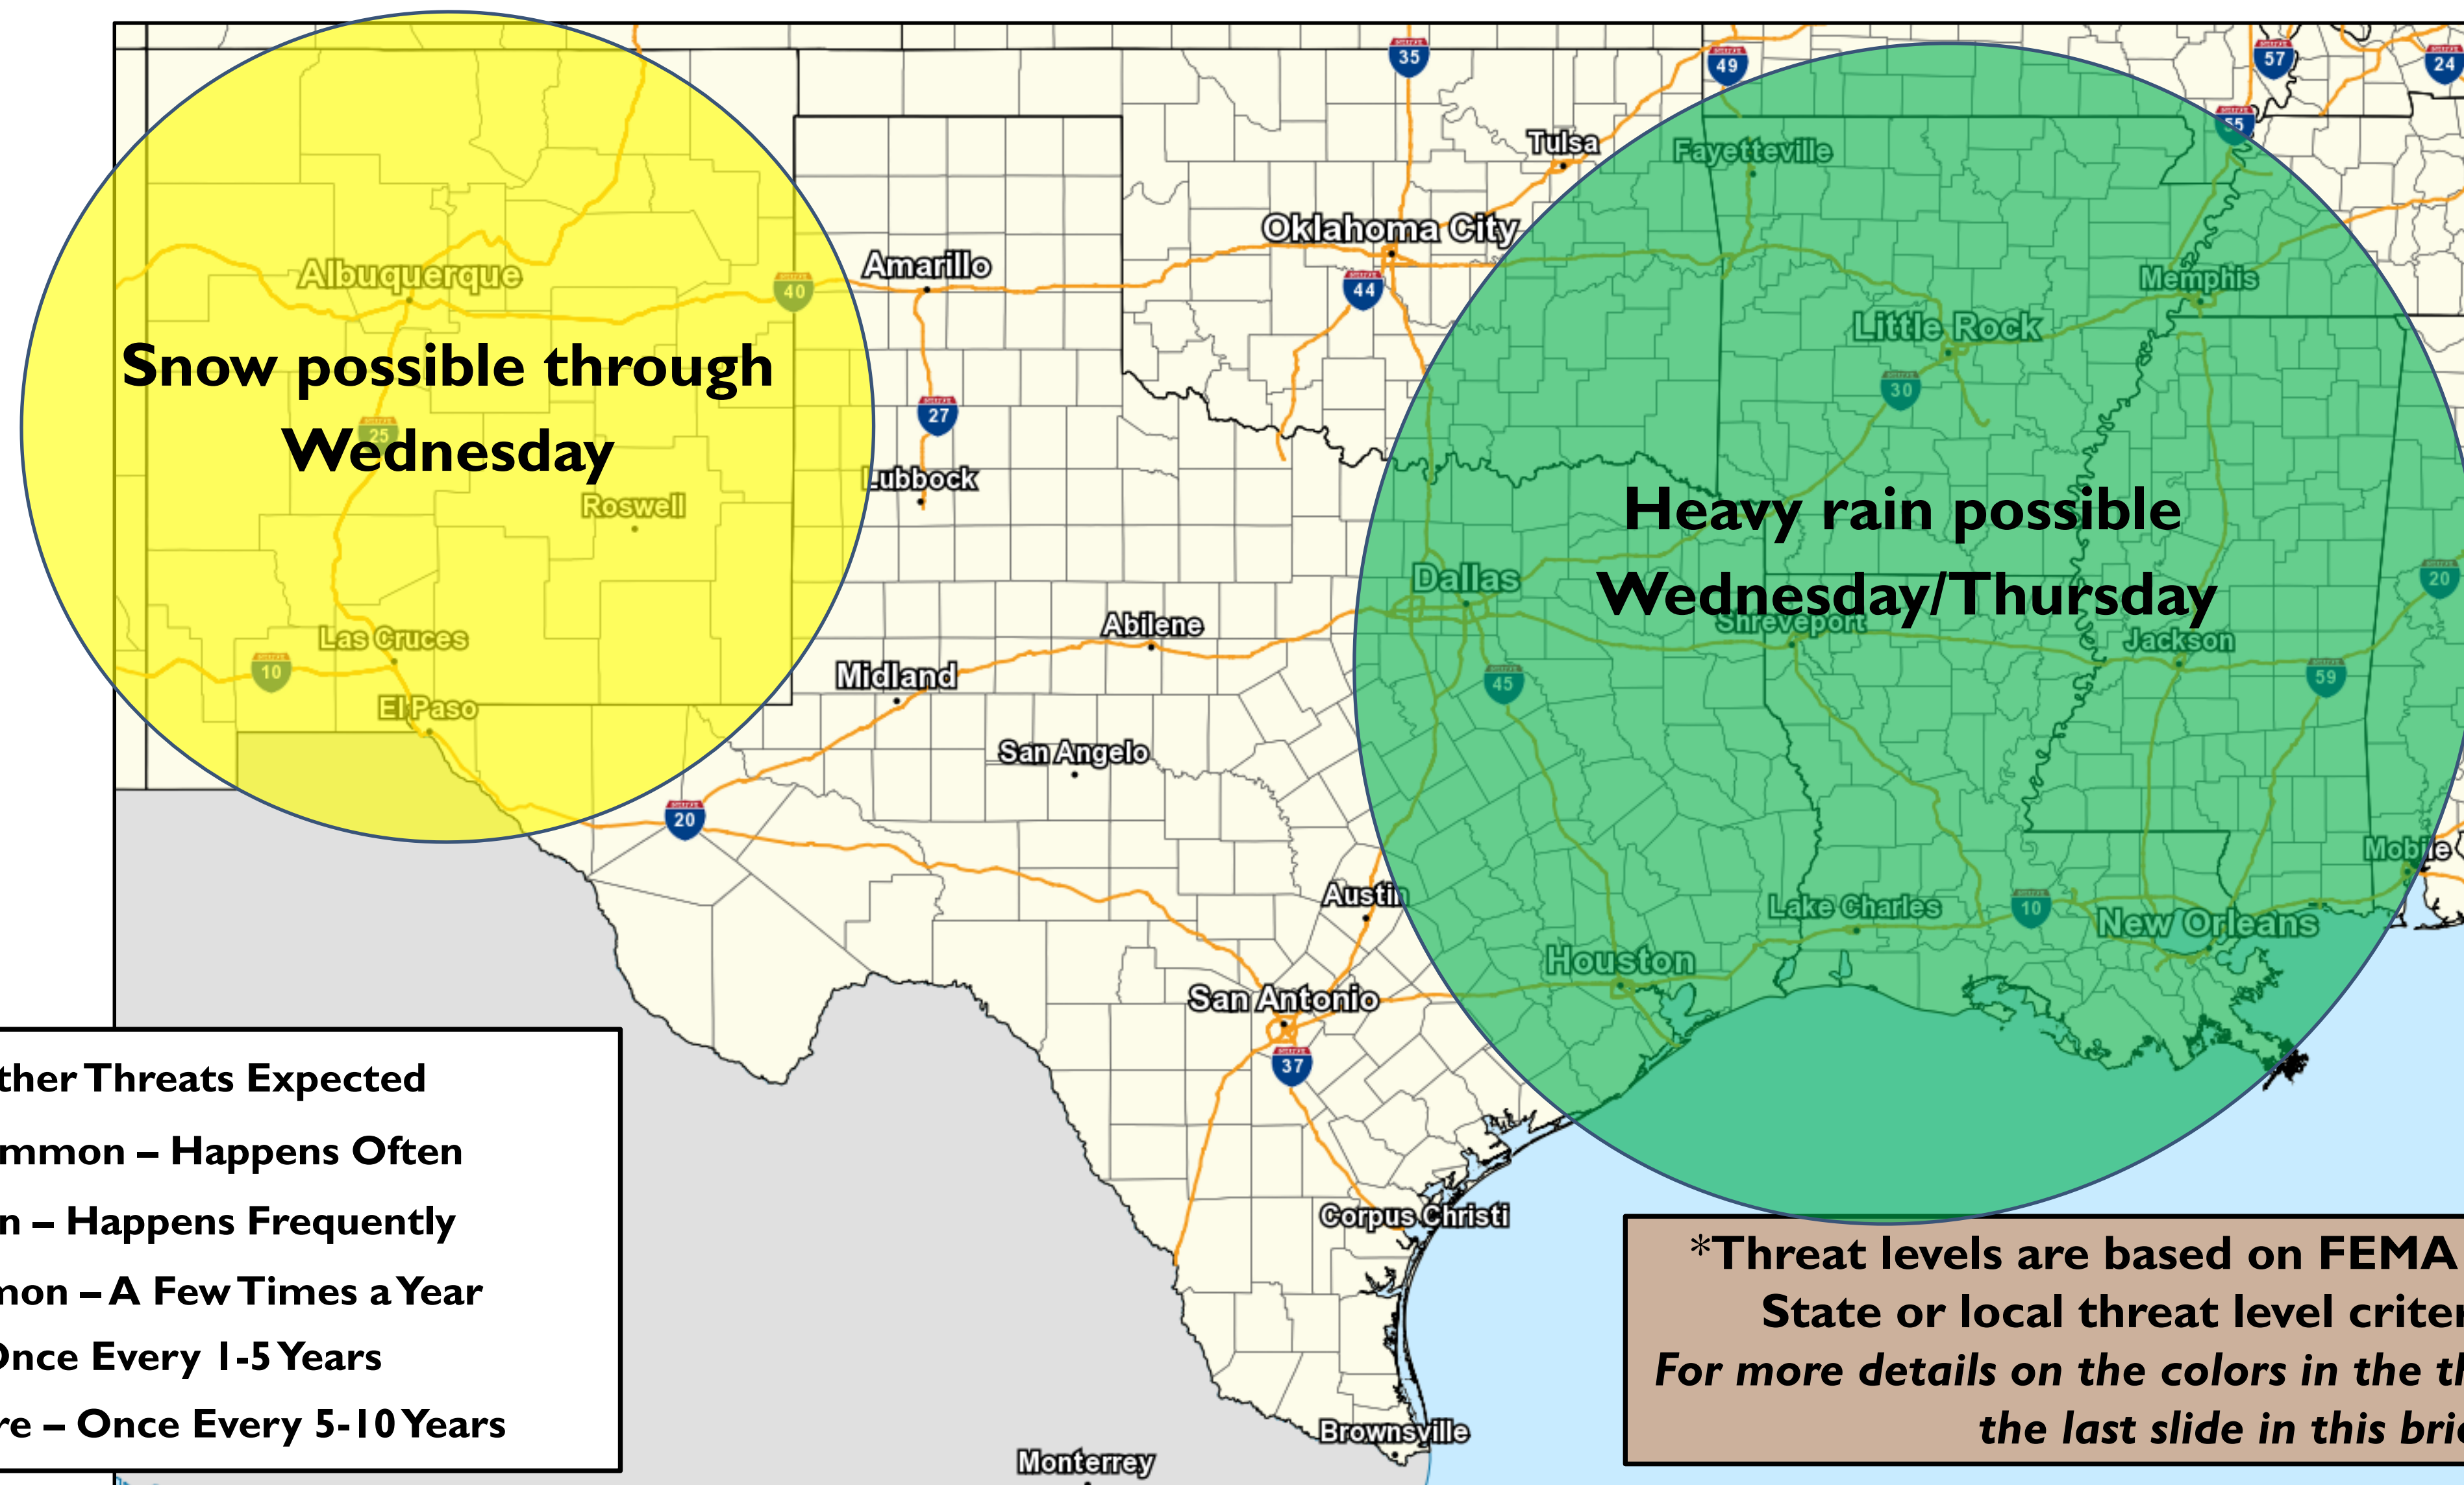 35
49
57
24
55
Tulsa
Fayetteville
Oklahoma City
Amarillo
Albuquerque
40
44
Memphis
Little Rock
30
Snow possible through
Wednesday
25
27
Lubbock
Roswell
Heavy rain possible
Wednesday/Thursday
Dallas
20
Shreveport
Jackson
Abilene
Las Cruces
10
Midland
45
59
El Paso
San Angelo
20
Mobile
Austin
Lake Charles
10
New Orleans
Houston
San Antonio
37
ther Threats Expected
mmon – Happens Often
n – Happens Frequently
mon – A Few Times a Year
Once Every 1-5 Years
re – Once Every 5-10 Years
Corpus Christi
*Threat levels are based on FEMA
State or local threat level criter
For more details on the colors in the th
the last slide in this brie
Brownsville
Monterrey